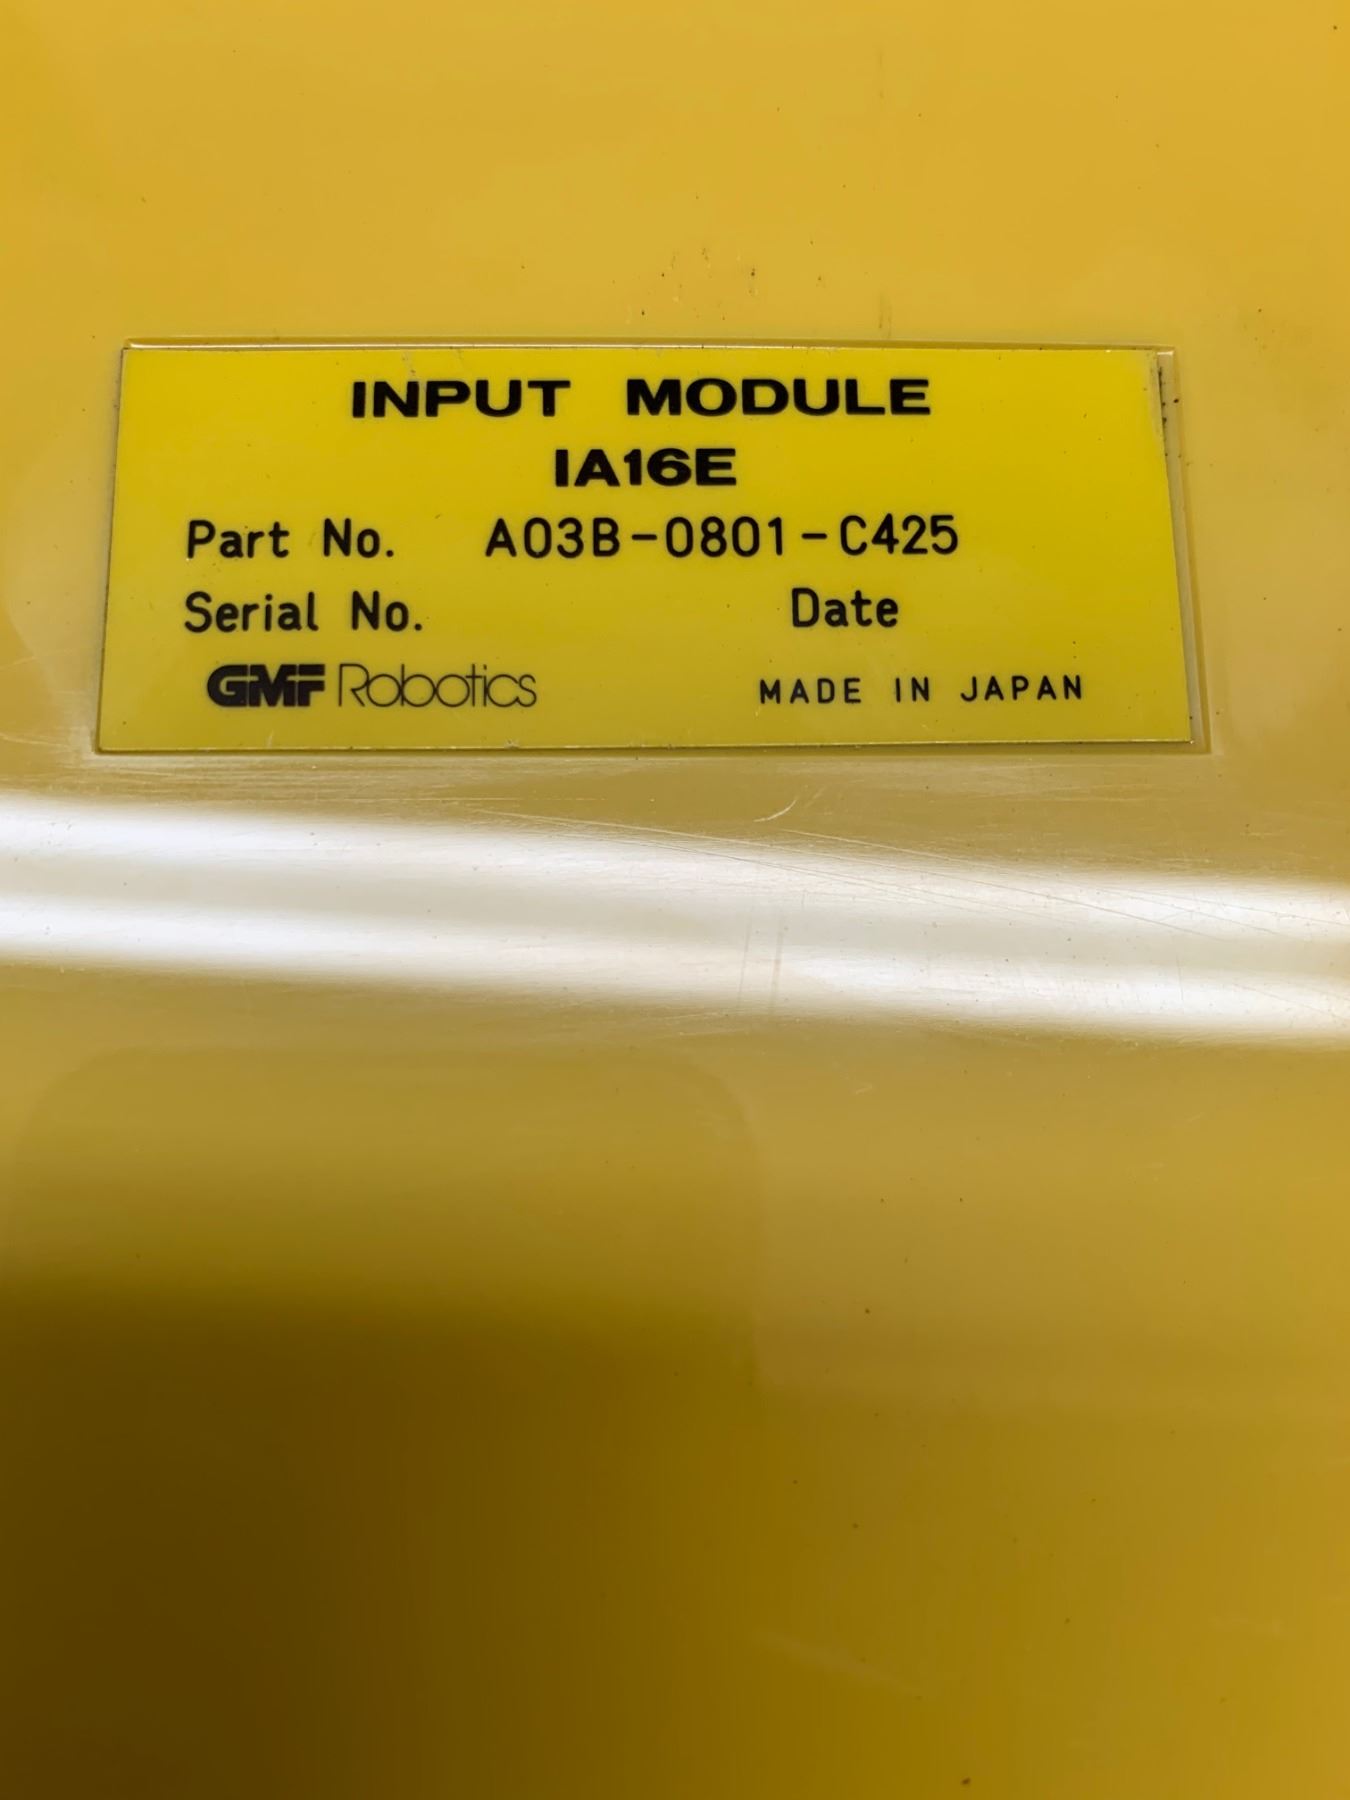 INPUT MODULE
IA16E
Part No. A03B-0801-C425
Serial No. Date
GMF Robotics MADE IN JAPAN